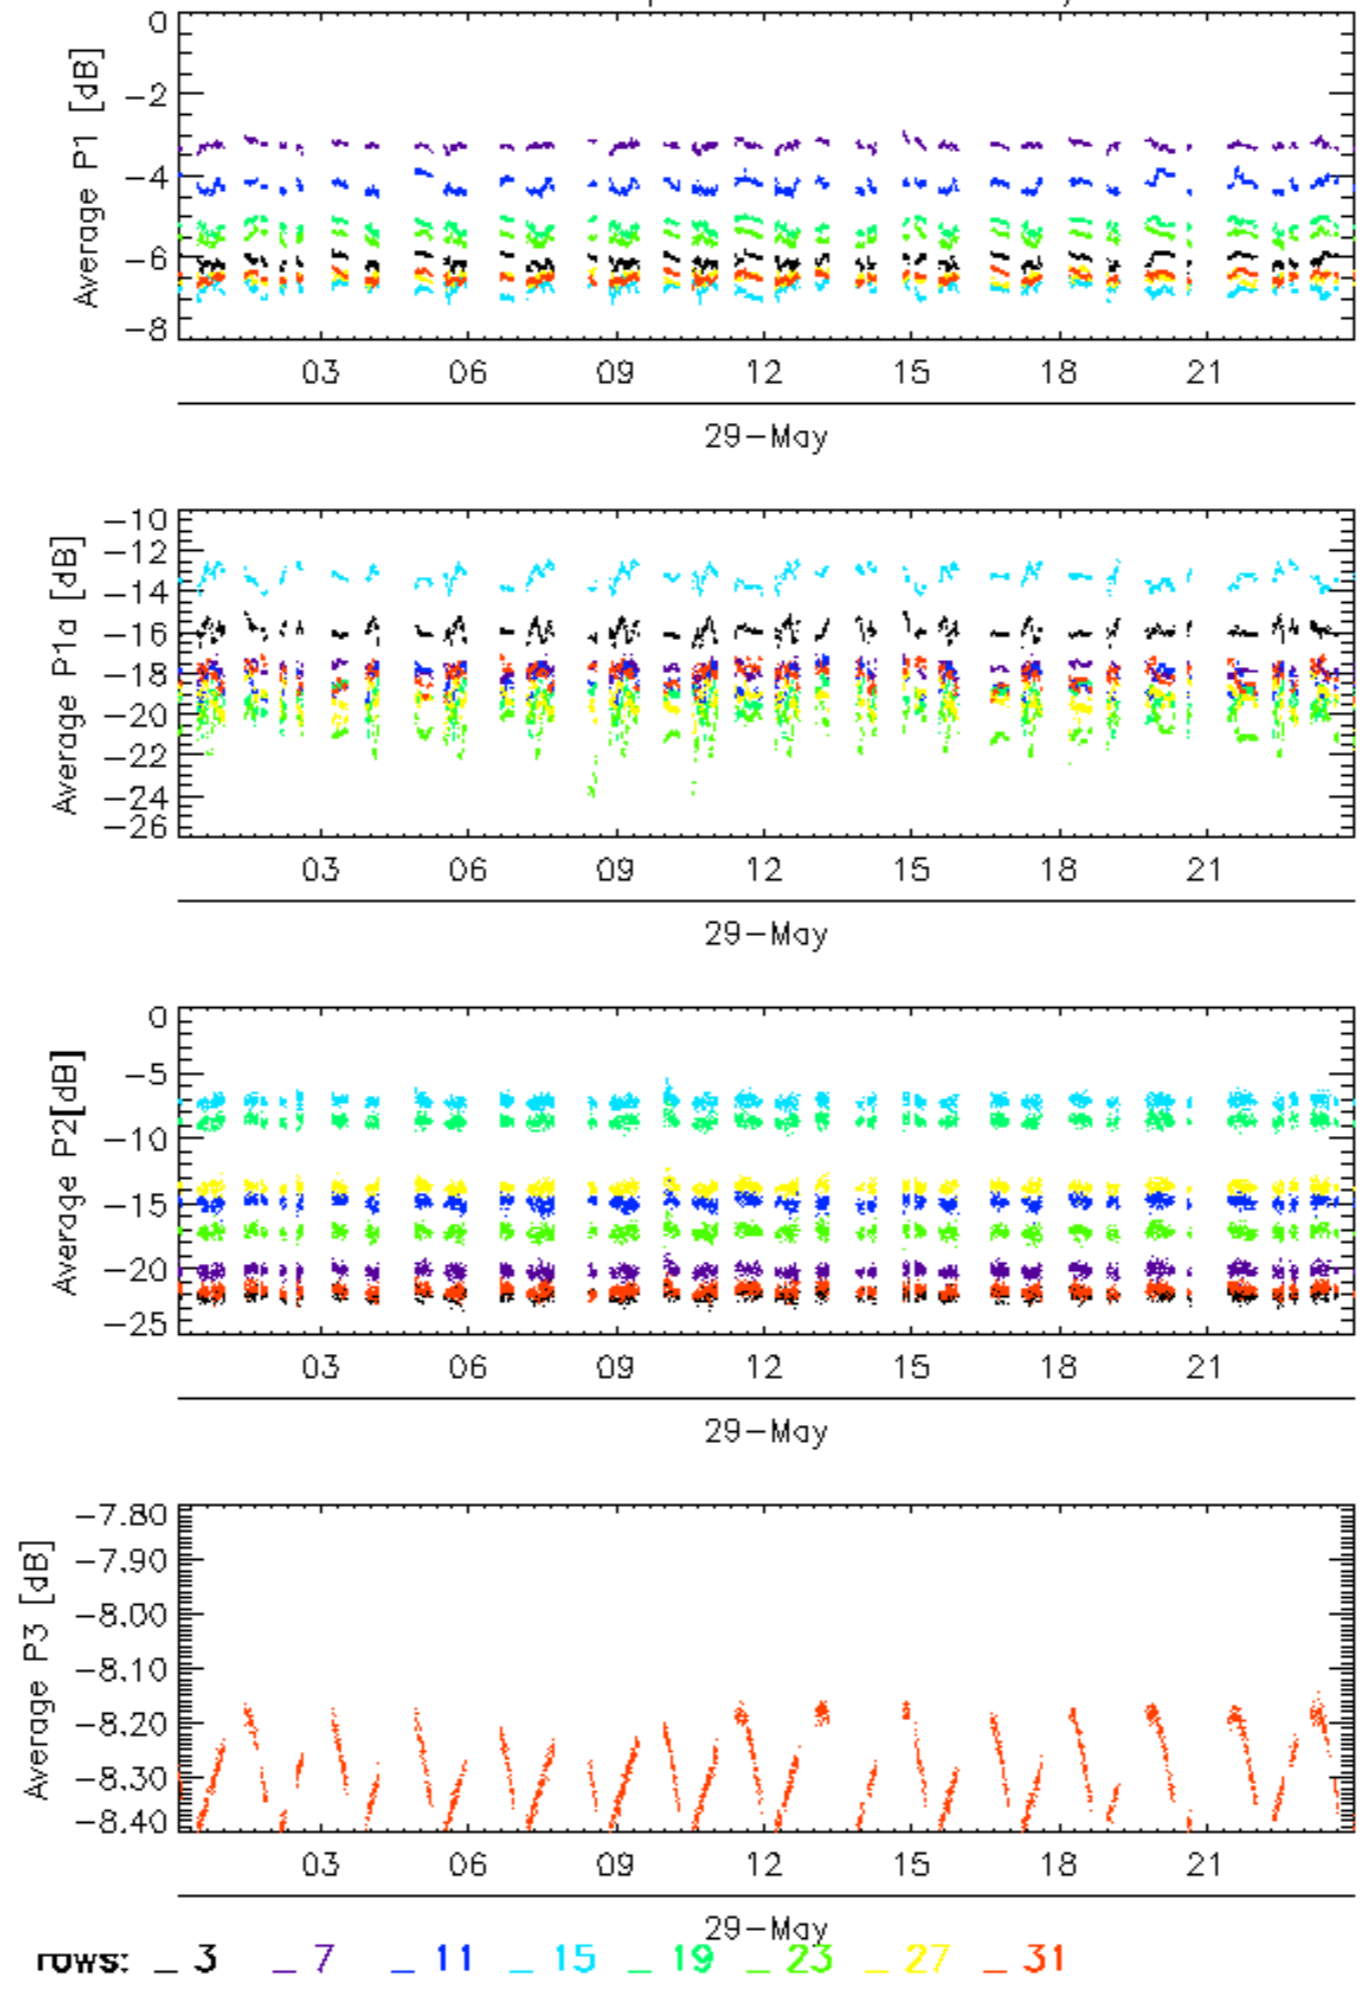 0
-2
-4
-6
-8
Average P1 [dB]
03 06 09 12 15 18 21
29-May
-10
-12
-14
-16
-18
-20
-22
-24
-26
Average P1a [dB]
03 06 09 12 15 18 21
29-May
0
-5
-10
-15
-20
-25
Average P2[dB]
03 06 09 12 15 18 21
29-May
-7.80
-7.90
-8.00
-8.10
-8.20
-8.30
-8.40
Average P3 [dB]
03 06 09 12 15 18 21
29-May
rows: _ 3 _ 7 _ 11 _ 15 _ 19 _ 23 _ 27 _ 31